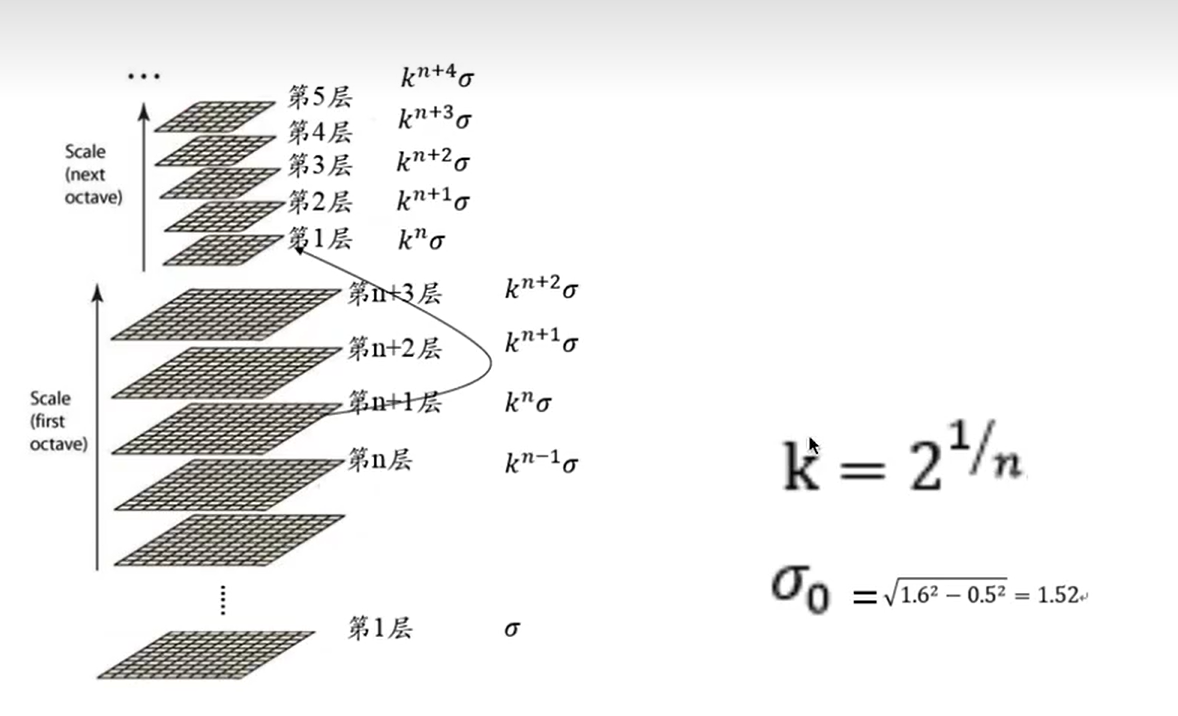 ...
第5层 k^{n+4}σ
第4层 k^{n+3}σ
Scale
(next
octave)
第3层 k^{n+2}σ
第2层 k^{n+1}σ
第1层 k^nσ
第n+3层 k^{n+2}σ
第n+2层 k^{n+1}σ
Scale
(first
octave)
第n+1层 k^nσ
第n层 k^{n-1}σ
第1层 σ
k = 2^{1/n}
σ_0 = √(1.6² − 0.5²) = 1.52